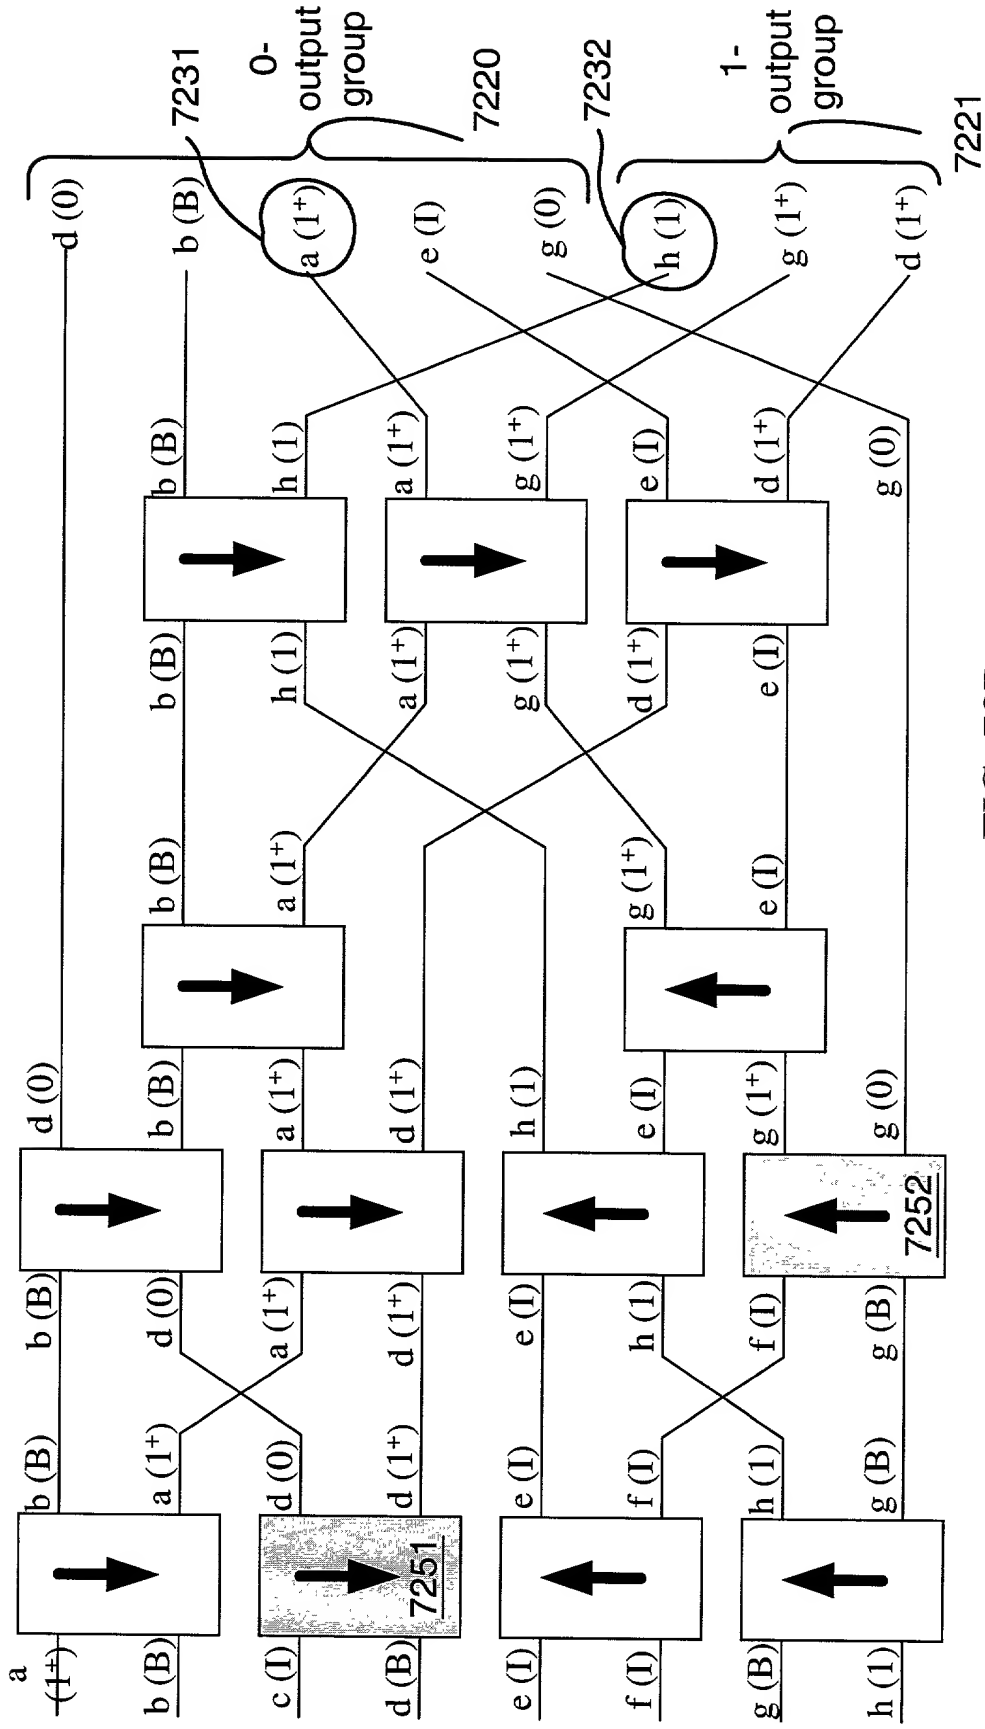 a
(1⁺) b (B) b (B) d (0) d (0)
b (B) a (1⁺) d (0) b (B) b (B) b (B) b (B) b (B)
7231
c (I) d (0) a (1⁺) a (1⁺) a (1⁺) h (1) h (1) a (1⁺)
0-
output
group
7251
d (B) d (1⁺) d (1⁺) d (1⁺) a (1⁺) a (1⁺) e (I)
7220
e (I) e (I) e (I) h (1) g (1⁺) g (1⁺) g (0)
7232
f (I) f (I) h (1) e (I) g (1⁺) d (1⁺) e (I) h (1)
g (B) h (1) f (I) g (1⁺) e (I) e (I) d (1⁺) g (1⁺)
1-
output
group
h (1) g (B) g (B) g (0) g (0) d (1⁺)
7252
7221